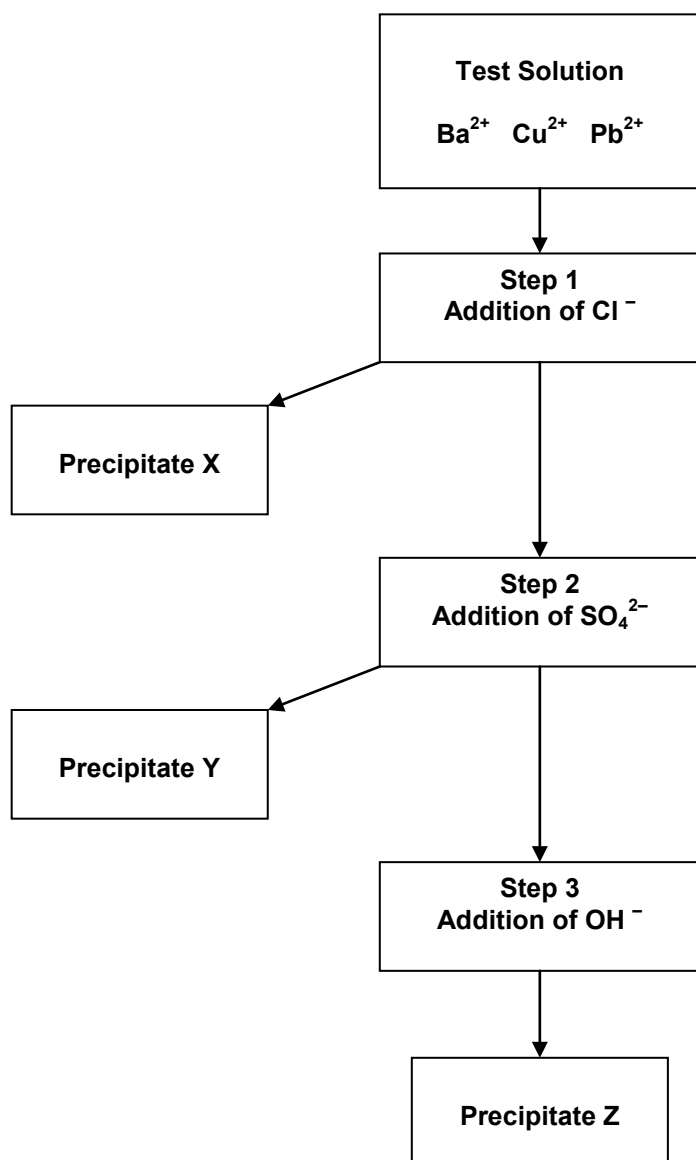 Test Solution
Ba²⁺ Cu²⁺ Pb²⁺
Step 1
Addition of Cl ⁻
Precipitate X
Step 2
Addition of SO₄²⁻
Precipitate Y
Step 3
Addition of OH ⁻
Precipitate Z